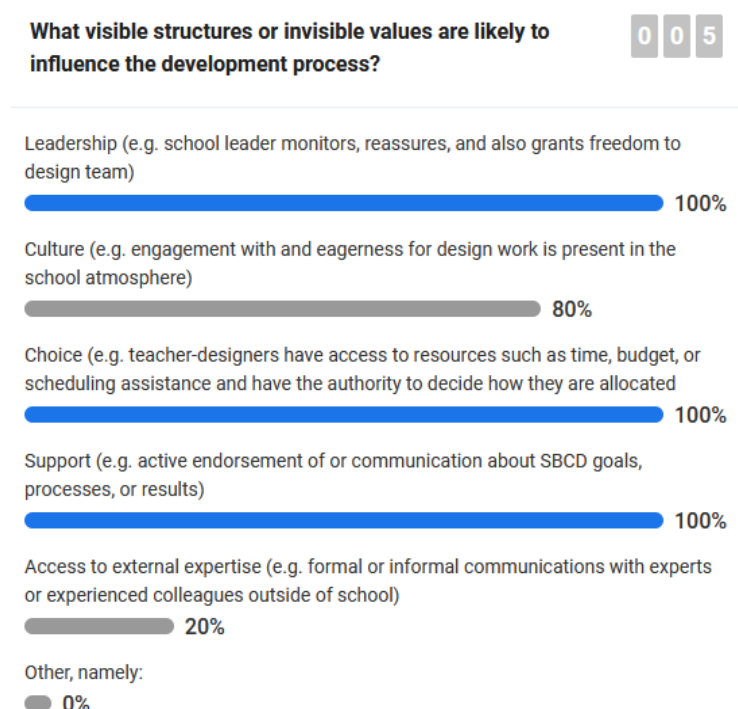 What visible structures or invisible values are likely to
influence the development process?
0 0 5
Leadership (e.g. school leader monitors, reassures, and also grants freedom to
design team)
100%
Culture (e.g. engagement with and eagerness for design work is present in the
school atmosphere)
80%
Choice (e.g. teacher-designers have access to resources such as time, budget, or
scheduling assistance and have the authority to decide how they are allocated
100%
Support (e.g. active endorsement of or communication about SBCD goals,
processes, or results)
100%
Access to external expertise (e.g. formal or informal communications with experts
or experienced colleagues outside of school)
20%
Other, namely:
0%